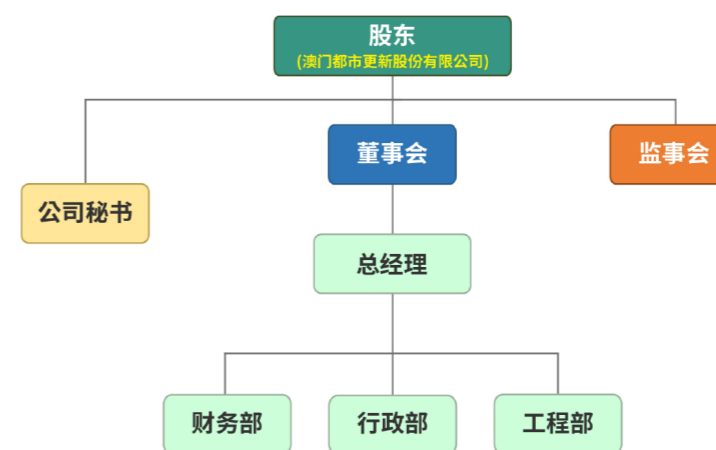 股东
(澳门都市更新股份有限公司)
董事会
监事会
公司秘书
总经理
财务部
行政部
工程部